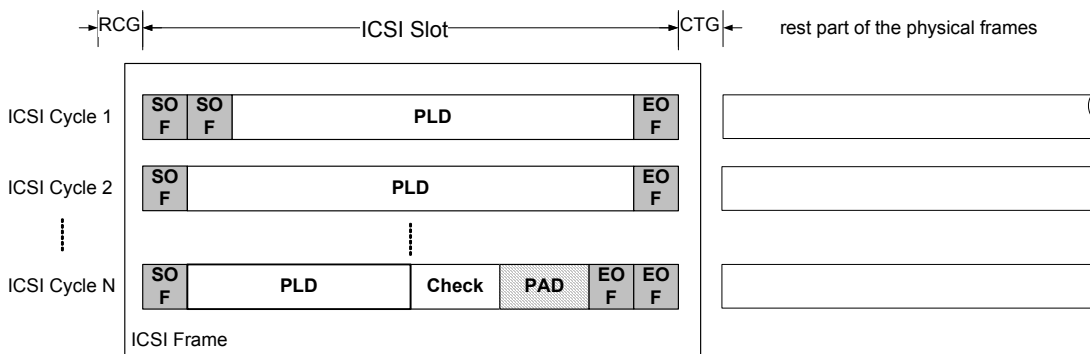 RCG ICSI Slot CTG rest part of the physical frames
ICSI Cycle 1 SO F SO F PLD EO F
ICSI Cycle 2 SO F PLD EO F
ICSI Cycle N SO F PLD Check PAD EO F EO F
ICSI Frame